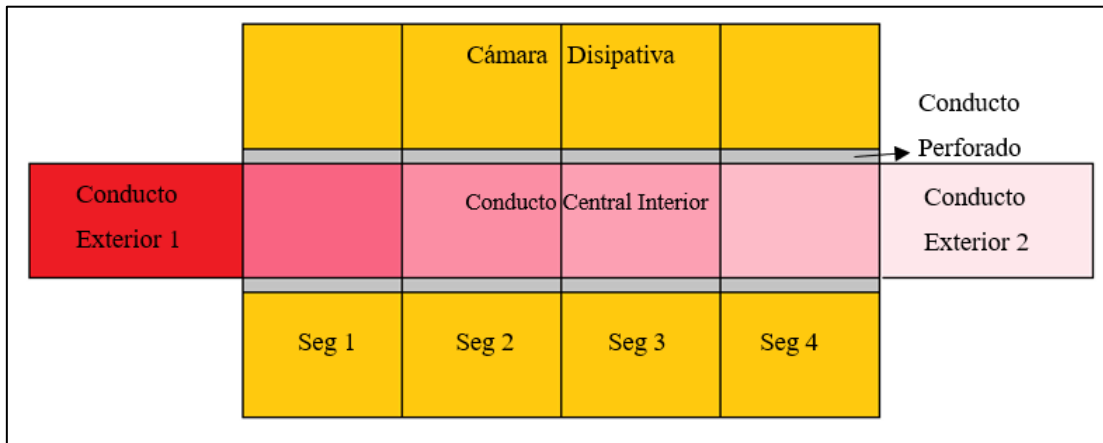 Cámara Disipativa
Conducto
Perforado
Conducto
Exterior 1
Conducto Central Interior
Conducto
Exterior 2
Seg 1
Seg 2
Seg 3
Seg 4